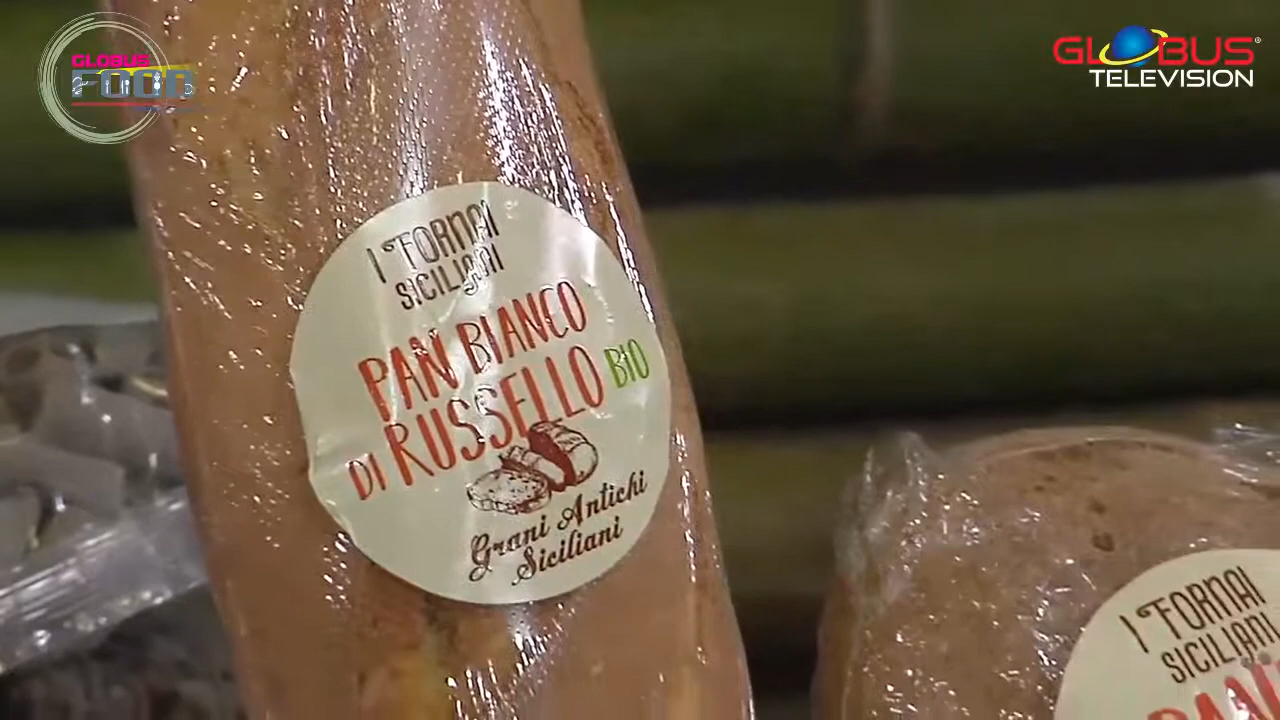 GLOBUS
FOOD
GLOBUS
TELEVISION
I FORNAI
SICILIANI
PAN BIANCO
DI RUSSELLO BIO
Grani Antichi
Siciliani
I FORNAI
SICILIANI